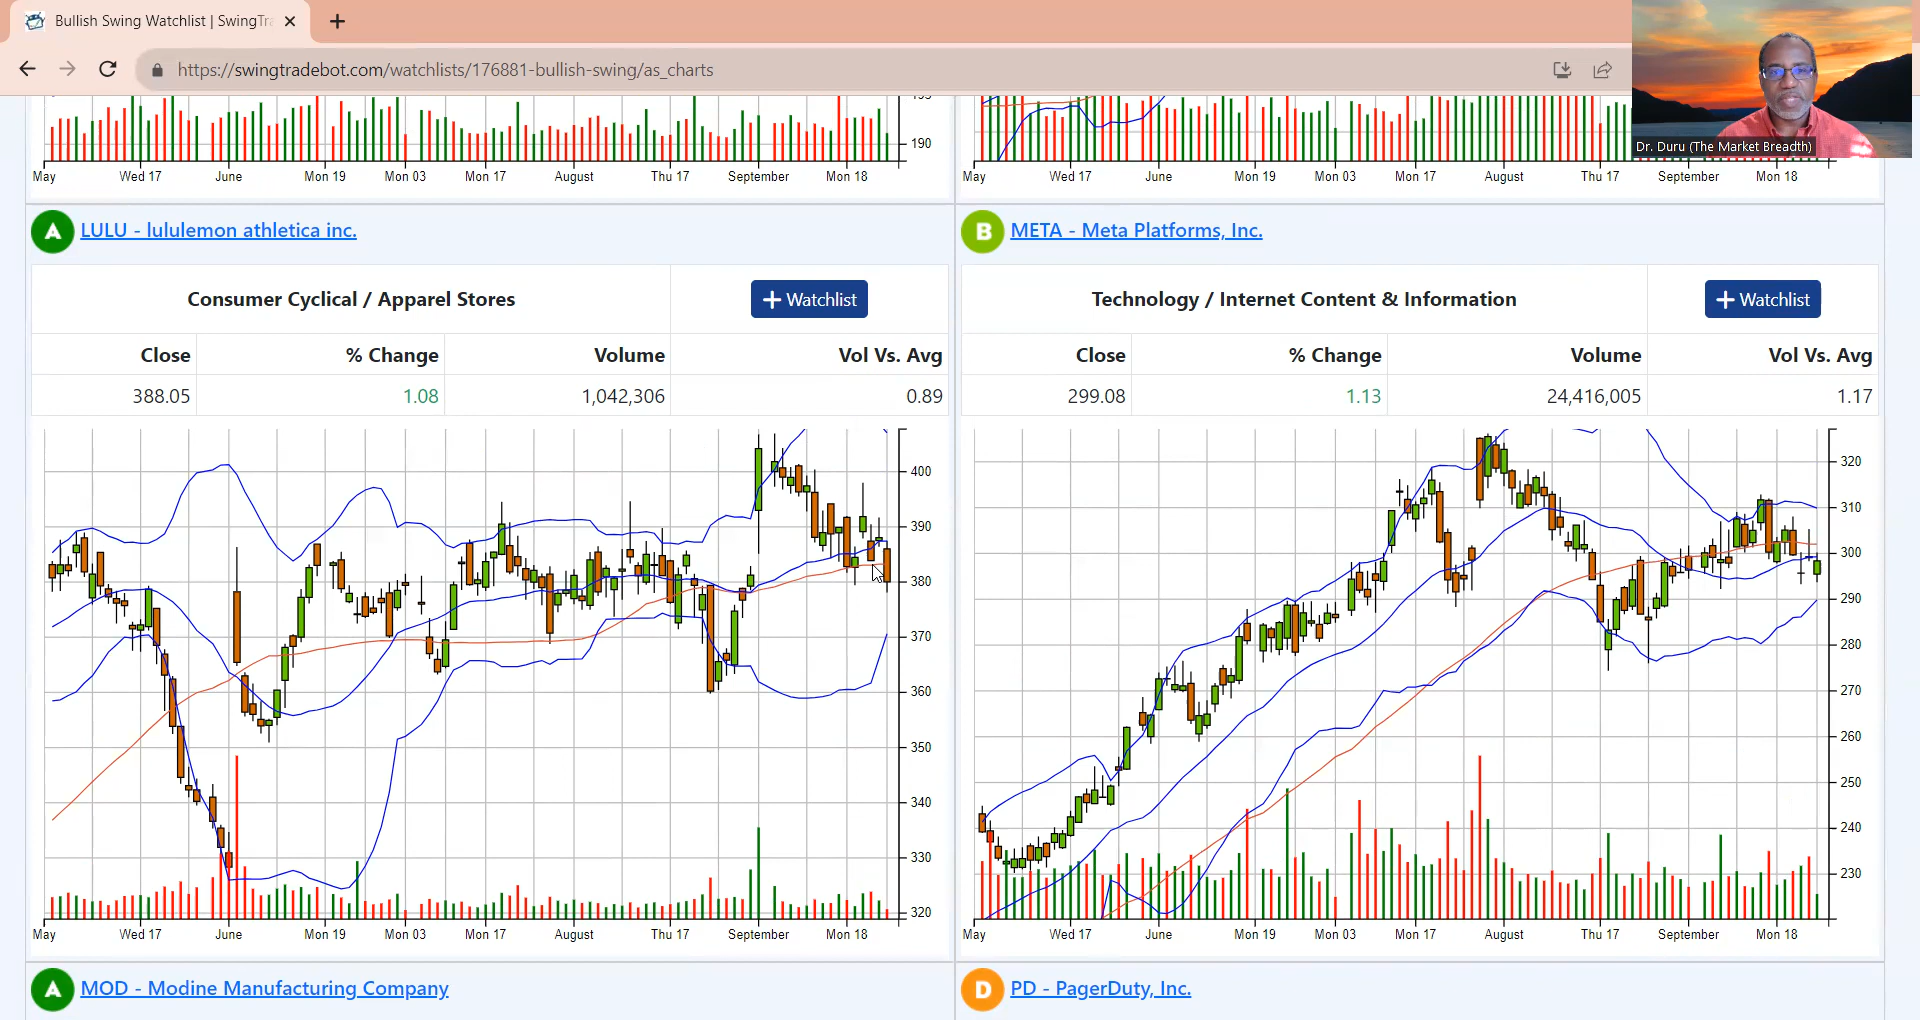 Bullish Swing Watchlist | SwingTra
https://swingtradebot.com/watchlists/176881-bullish-swing/as_charts
Dr. Duru (The Market Breadth)
190
May Wed 17 June Mon 19 Mon 03 Mon 17 August Thu 17 September Mon 18
May Wed 17 June Mon 19 Mon 03 Mon 17 August Thu 17 September Mon 18
A LULU - lululemon athletica inc.
Consumer Cyclical / Apparel Stores + Watchlist
Close % Change Volume Vol Vs. Avg
388.05 1.08 1,042,306 0.89
400
390
380
370
360
350
340
330
320
May Wed 17 June Mon 19 Mon 03 Mon 17 August Thu 17 September Mon 18
B META - Meta Platforms, Inc.
Technology / Internet Content & Information + Watchlist
Close % Change Volume Vol Vs. Avg
299.08 1.13 24,416,005 1.17
320
310
300
290
280
270
260
250
240
230
May Wed 17 June Mon 19 Mon 03 Mon 17 August Thu 17 September Mon 18
A MOD - Modine Manufacturing Company
D PD - PagerDuty, Inc.